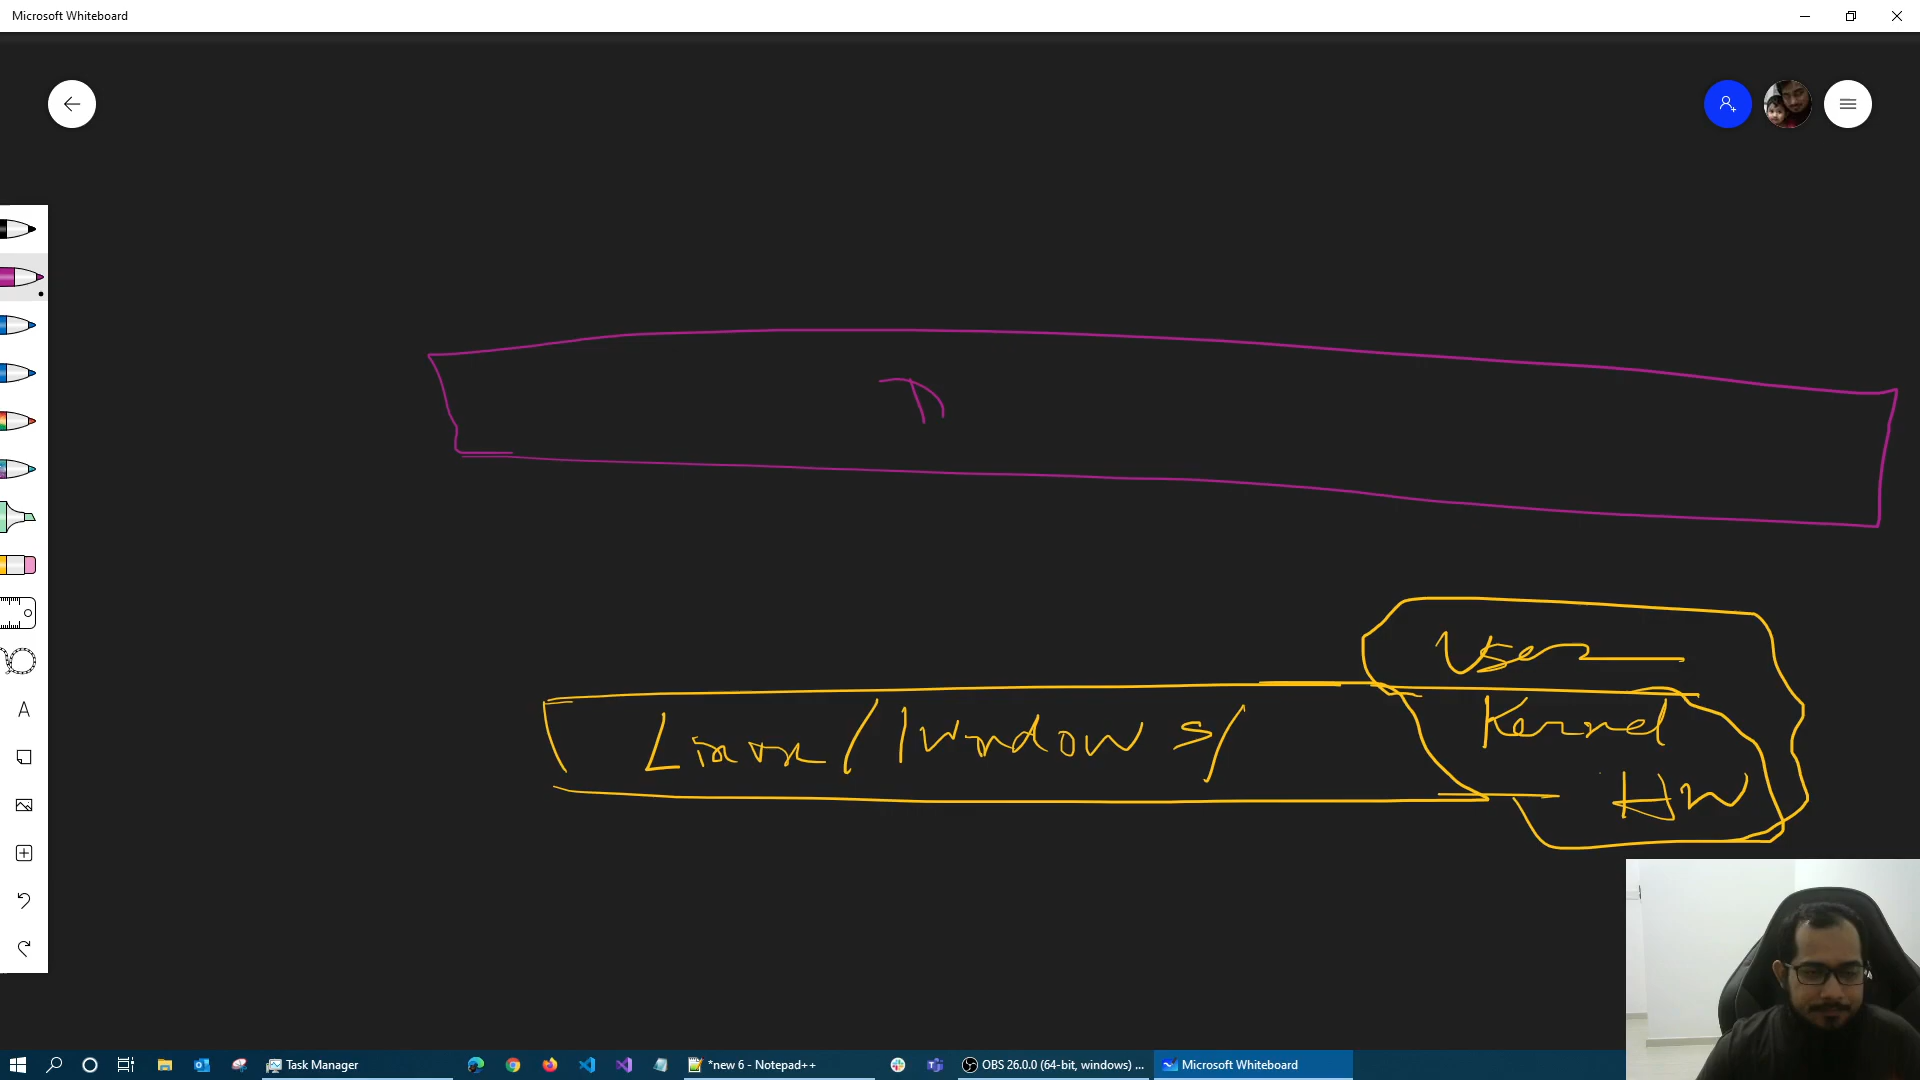 Microsoft Whiteboard
User
Linux / Windows /
Kernel
HW
A
Task Manager
*new 6 - Notepad++
OBS 26.0.0 (64-bit, windows) ...
Microsoft Whiteboard